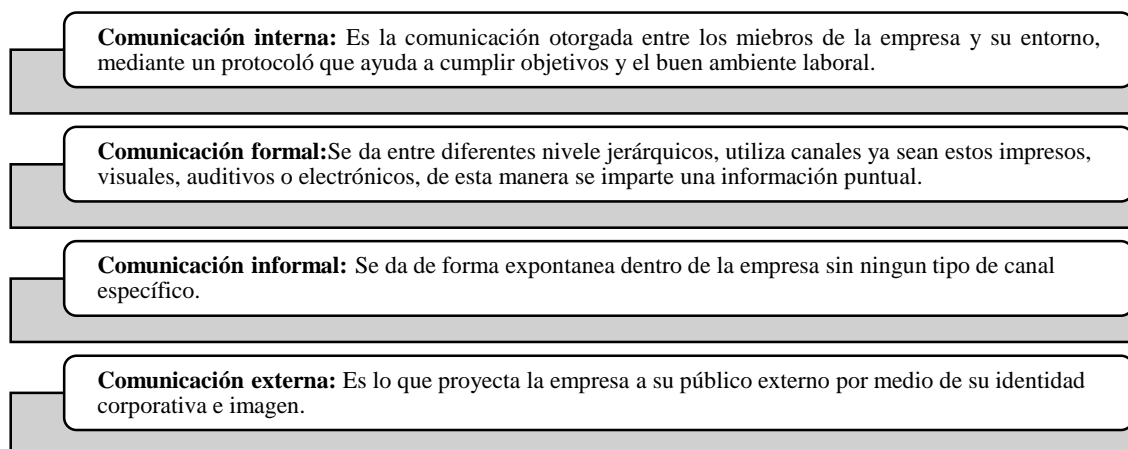 Comunicación interna: Es la comunicación otorgada entre los miebros de la empresa y su entorno,
mediante un protocoló que ayuda a cumplir objetivos y el buen ambiente laboral.
Comunicación formal:Se da entre diferentes nivele jerárquicos, utiliza canales ya sean estos impresos,
visuales, auditivos o electrónicos, de esta manera se imparte una información puntual.
Comunicación informal: Se da de forma expontanea dentro de la empresa sin ningun tipo de canal
específico.
Comunicación externa: Es lo que proyecta la empresa a su público externo por medio de su identidad
corporativa e imagen.